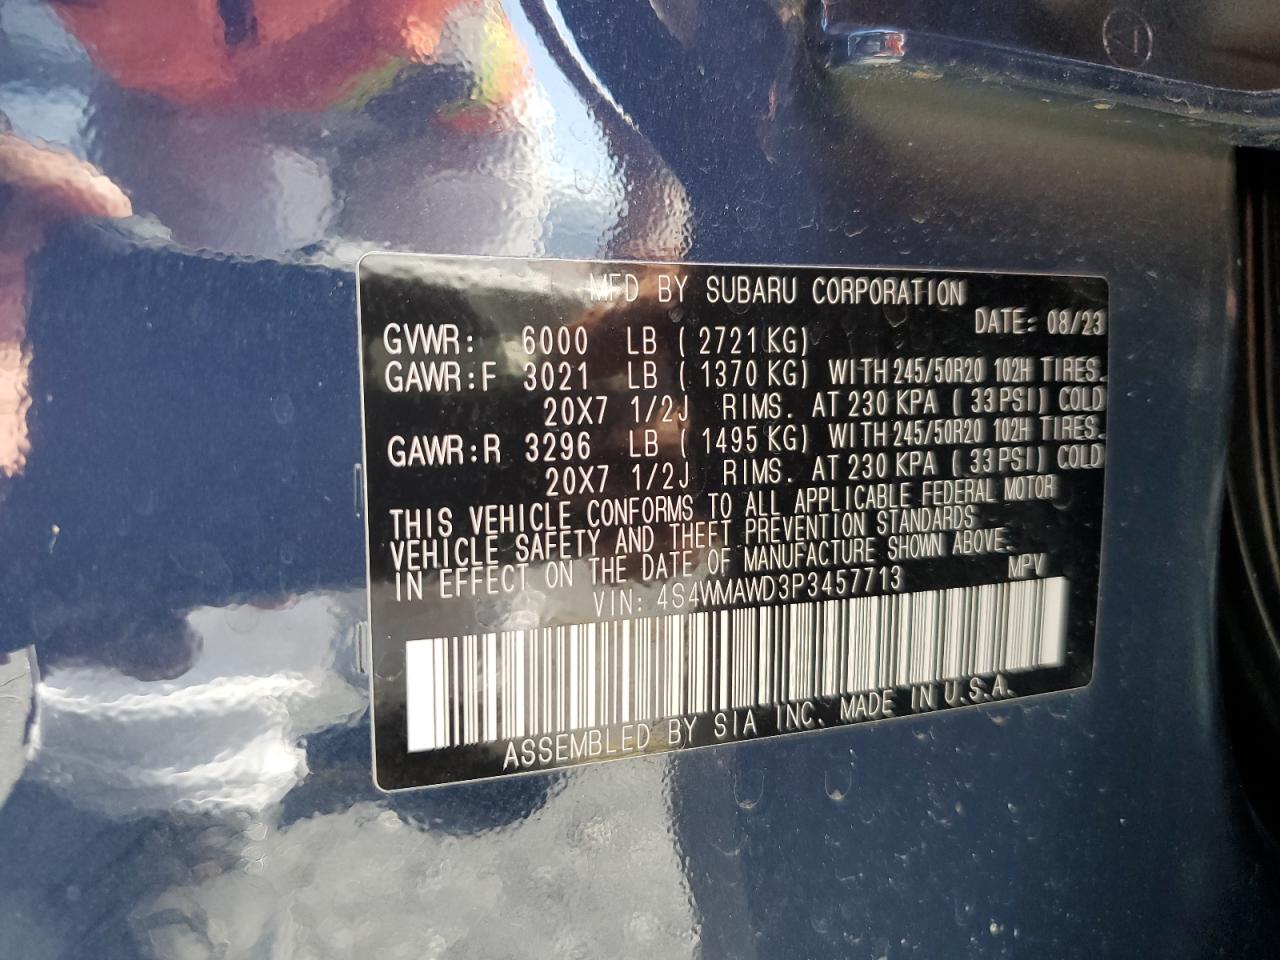 MFD BY SUBARU CORPORATION
DATE: 08/23
GVWR: 6000 LB ( 2721 KG)
GAWR:F 3021 LB ( 1370 KG) WITH 245/50R20 102H TIRES.
20X7 1/2J RIMS. AT 230 KPA ( 33 PSI) COLD
GAWR:R 3296 LB ( 1495 KG) WITH 245/50R20 102H TIRES.
20X7 1/2J RIMS. AT 230 KPA ( 33 PSI) COLD
THIS VEHICLE CONFORMS TO ALL APPLICABLE FEDERAL MOTOR
VEHICLE SAFETY AND THEFT PREVENTION STANDARDS
IN EFFECT ON THE DATE OF MANUFACTURE SHOWN ABOVE.
VIN: 4S4WMAWD3P3457713 MPV
ASSEMBLED BY SIA INC. MADE IN U.S.A.